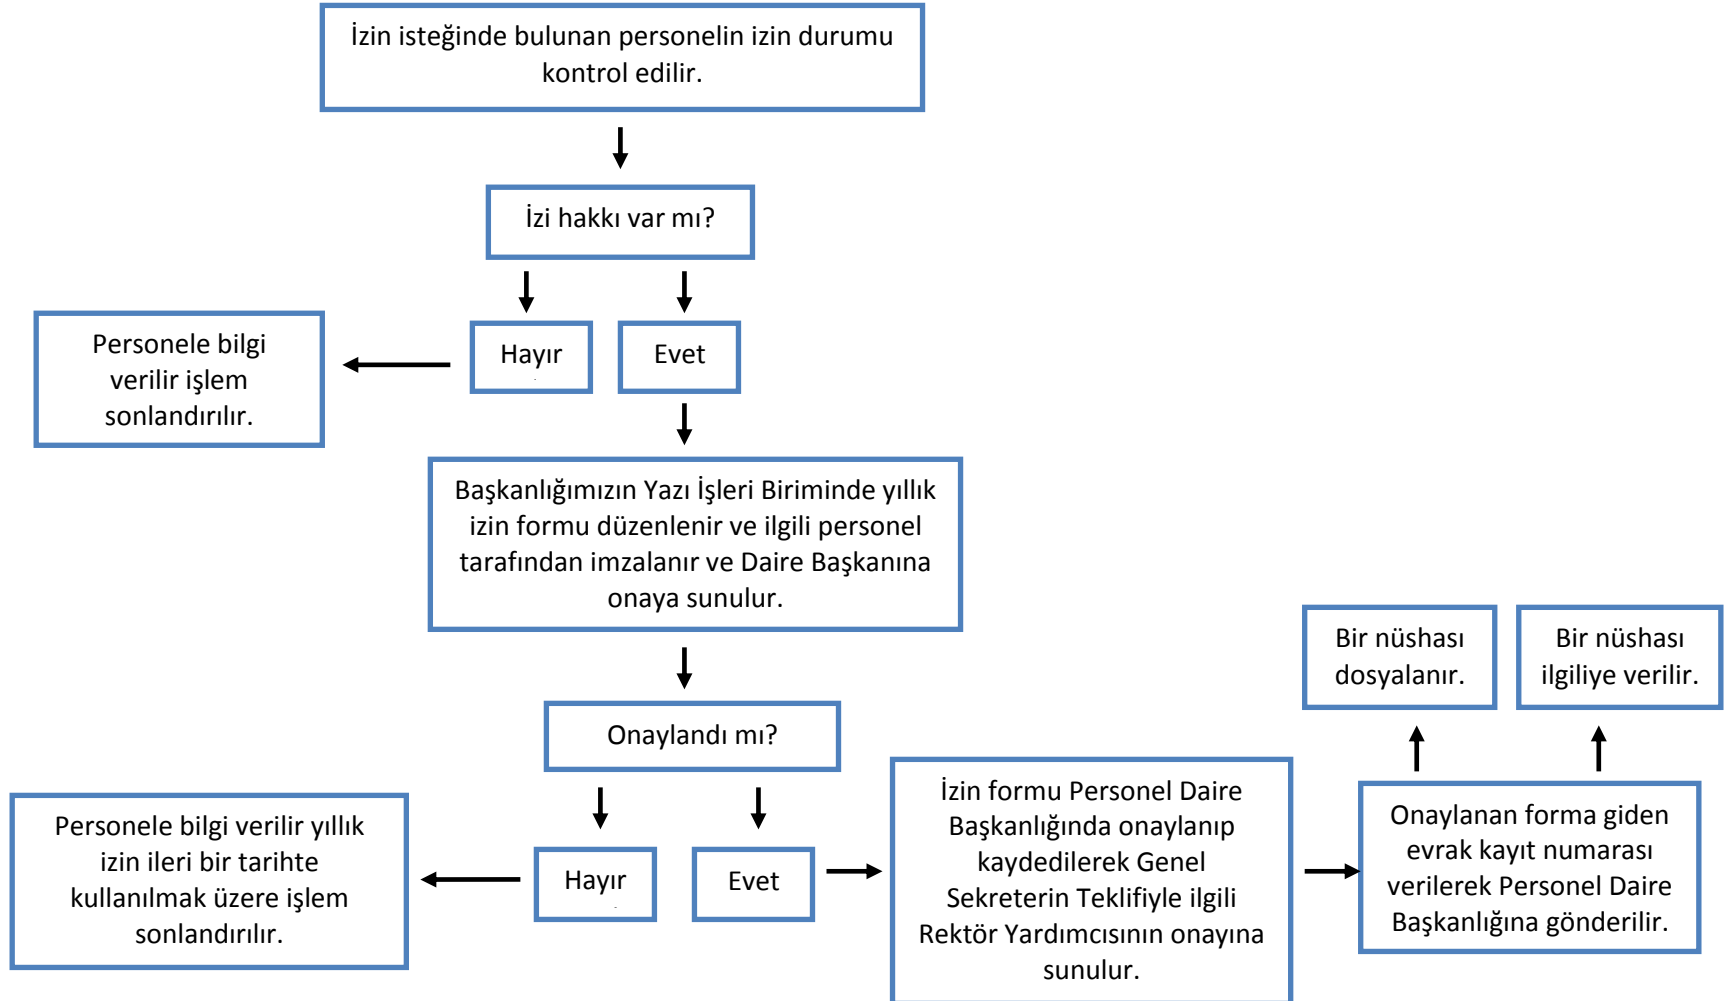 İzin isteğinde bulunan personelin izin durumu
kontrol edilir.
İzi hakkı var mı?
Hayır
.
Evet
Personele bilgi
verilir işlem
sonlandırılır.
Başkanlığımızın Yazı İşleri Biriminde yıllık
izin formu düzenlenir ve ilgili personel
tarafından imzalanır ve Daire Başkanına
onaya sunulur.
Onaylandı mı?
Hayır
.
Evet
Personele bilgi verilir yıllık
izin ileri bir tarihte
kullanılmak üzere işlem
sonlandırılır.
İzin formu Personel Daire
Başkanlığında onaylanıp
kaydedilerek Genel
Sekreterin Teklifiyle ilgili
Rektör Yardımcısının onayına
sunulur.
Onaylanan forma giden
evrak kayıt numarası
verilerek Personel Daire
Başkanlığına gönderilir.
Bir nüshası
dosyalanır.
Bir nüshası
ilgiliye verilir.